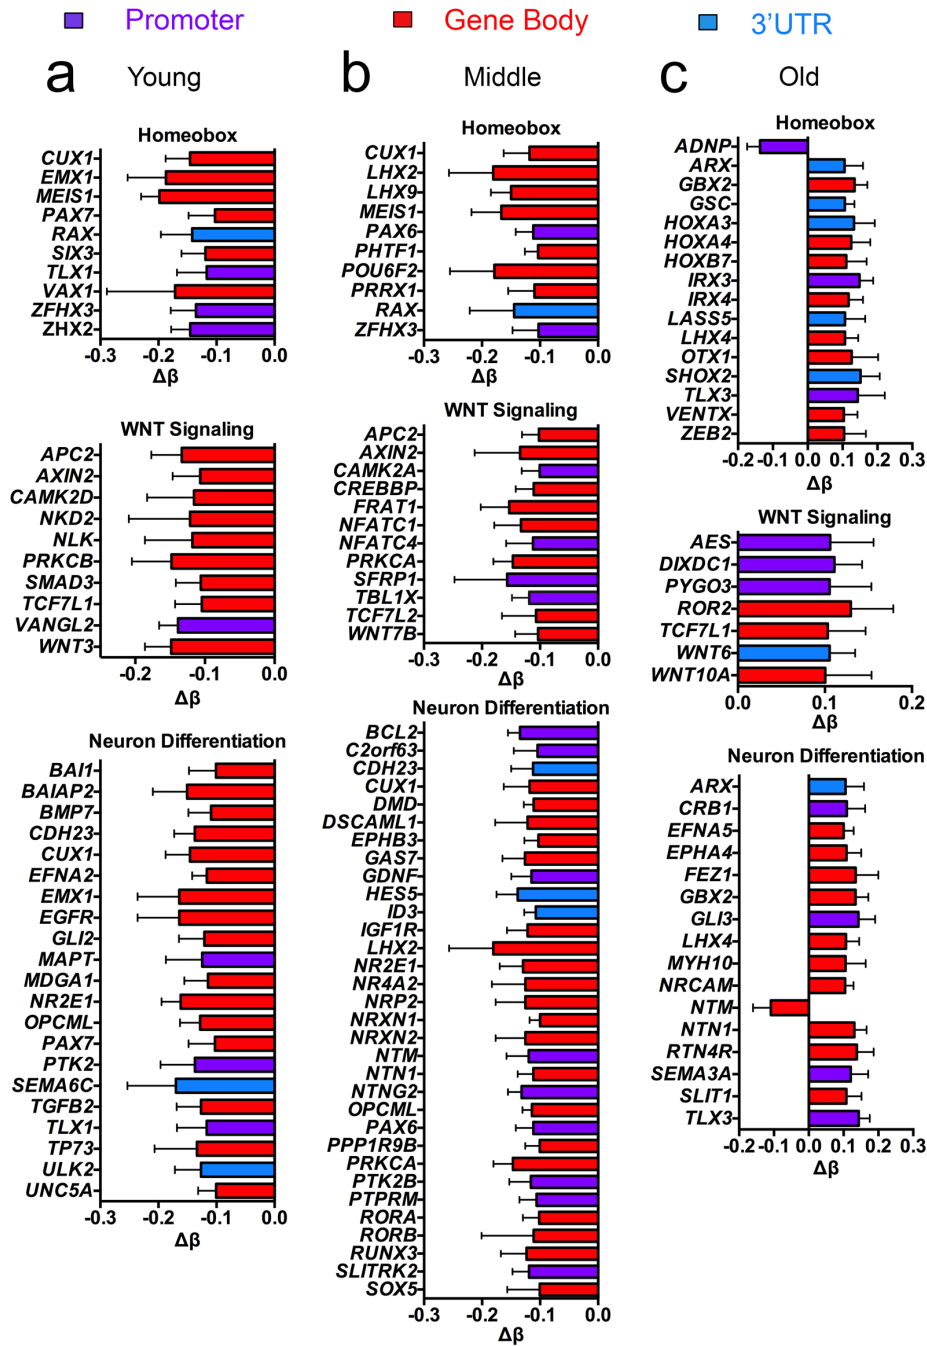 Promoter
Gene Body
3'UTR
a
Young
Homeobox
CUX1
EMX1
MEIS1
PAX7
RAX
SIX3
TLX1
VAX1
ZFHX3
ZHX2
-0.3 -0.2 -0.1 0.0
Δβ
WNT Signaling
APC2
AXIN2
CAMK2D
NKD2
NLK
PRKCB
SMAD3
TCF7L1
VANGL2
WNT3
-0.2 -0.1 0.0
Δβ
Neuron Differentiation
BAI1
BAIAP2
BMP7
CDH23
CUX1
EFNA2
EMX1
EGFR
GLI2
MAPT
MDGA1
NR2E1
OPCML
PAX7
PTK2
SEMA6C
TGFB2
TLX1
TP73
ULK2
UNC5A
-0.3 -0.2 -0.1 0.0
Δβ
b
Middle
Homeobox
CUX1
LHX2
LHX9
MEIS1
PAX6
PHTF1
POU6F2
PRRX1
RAX
ZFHX3
-0.3 -0.2 -0.1 0.0
Δβ
WNT Signaling
APC2
AXIN2
CAMK2A
CREBBP
FRAT1
NFATC1
NFATC4
PRKCA
SFRP1
TBL1X
TCF7L2
WNT7B
-0.3 -0.2 -0.1 0.0
Δβ
Neuron Differentiation
BCL2
C2orf63
CDH23
CUX1
DMD
DSCAML1
EPHB3
GAS7
GDNF
HES5
ID3
IGF1R
LHX2
NR2E1
NR4A2
NRP2
NRXN1
NRXN2
NTM
NTN1
NTNG2
OPCML
PAX6
PPP1R9B
PRKCA
PTK2B
PTPRM
RORA
RORB
RUNX3
SLITRK2
SOX5
-0.3 -0.2 -0.1 0.0
Δβ
c
Old
Homeobox
ADNP
ARX
GBX2
GSC
HOXA3
HOXA4
HOXB7
IRX3
IRX4
LASS5
LHX4
OTX1
SHOX2
TLX3
VENTX
ZEB2
-0.2 -0.1 0.0 0.1 0.2 0.3
Δβ
WNT Signaling
AES
DIXDC1
PYGO3
ROR2
TCF7L1
WNT6
WNT10A
0.0 0.1 0.2
Δβ
Neuron Differentiation
ARX
CRB1
EFNA5
EPHA4
FEZ1
GBX2
GLI3
LHX4
MYH10
NRCAM
NTM
NTN1
RTN4R
SEMA3A
SLIT1
TLX3
-0.2 -0.1 0.0 0.1 0.2 0.3
Δβ